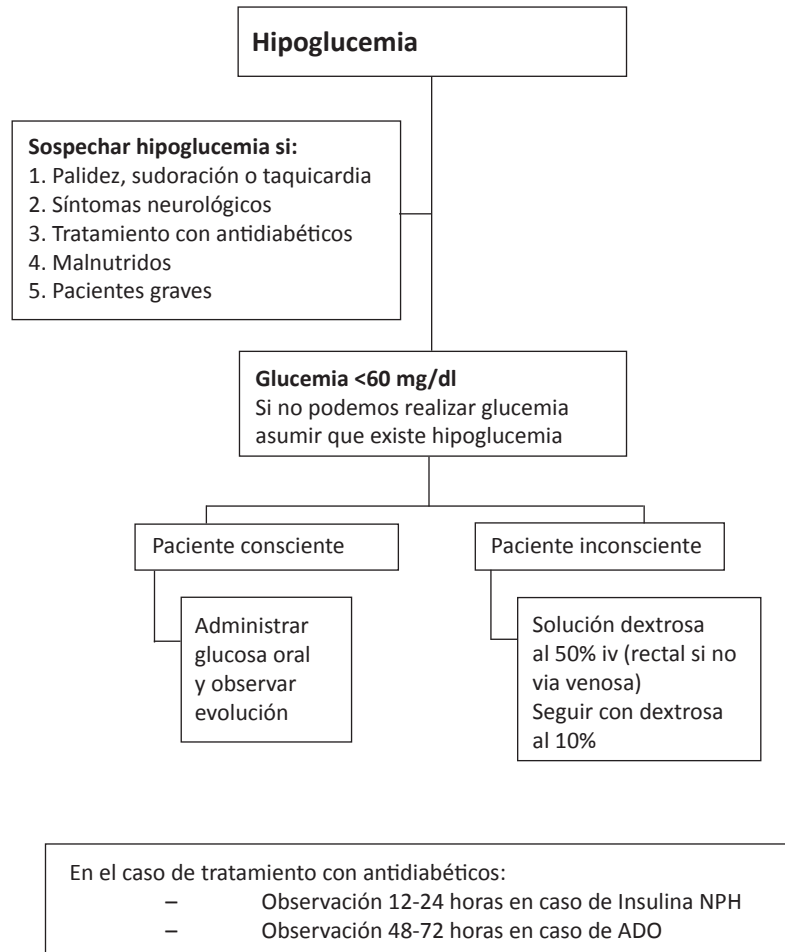 Hipoglucemia
Sospechar hipoglucemia si:
1. Palidez, sudoración o taquicardia
2. Síntomas neurológicos
3. Tratamiento con antidiabéticos
4. Malnutridos
5. Pacientes graves
Glucemia <60 mg/dl
Si no podemos realizar glucemia
asumir que existe hipoglucemia
Paciente consciente
Paciente inconsciente
Administrar
glucosa oral
y observar
evolución
Solución dextrosa
al 50% iv (rectal si no
via venosa)
Seguir con dextrosa
al 10%
En el caso de tratamiento con antidiabéticos:
– Observación 12-24 horas en caso de Insulina NPH
– Observación 48-72 horas en caso de ADO